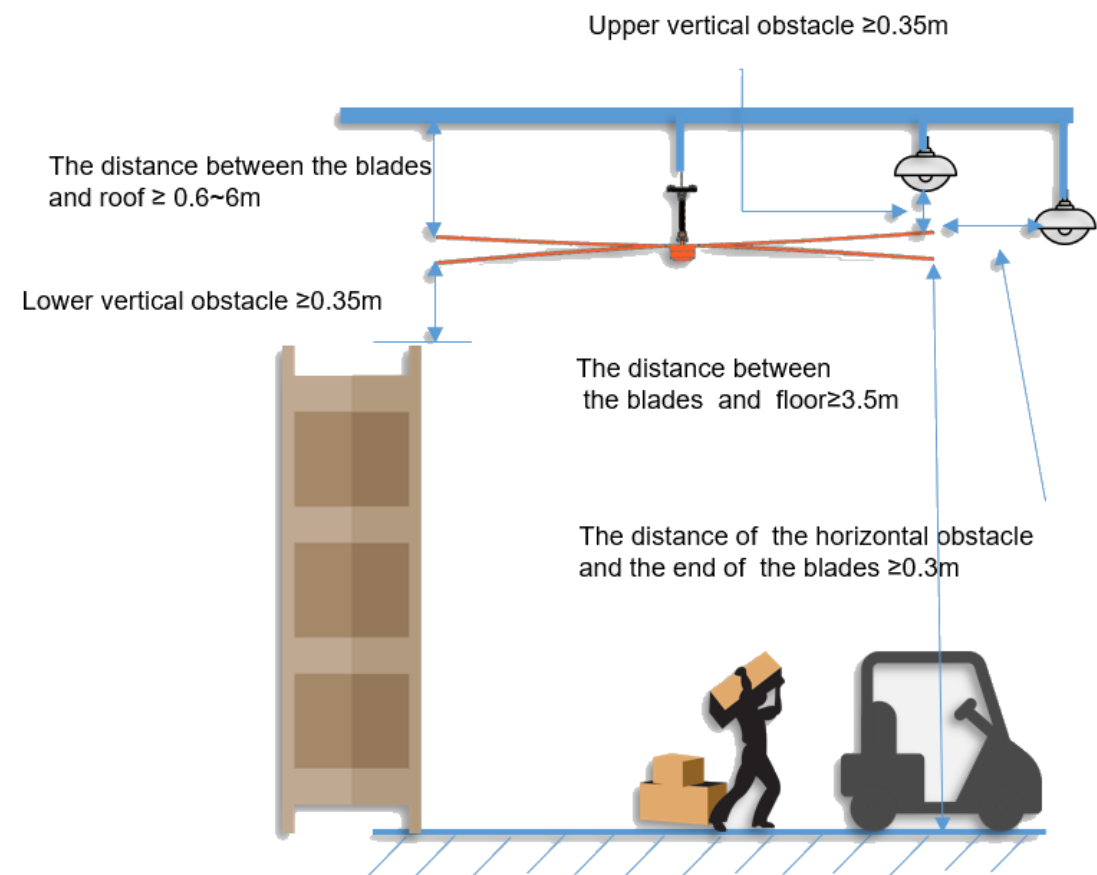 Upper vertical obstacle ≥0.35m
The distance between the blades
and roof ≥ 0.6~6m
Lower vertical obstacle ≥0.35m
The distance between
the blades and floor≥3.5m
The distance of the horizontal obstacle
and the end of the blades ≥0.3m